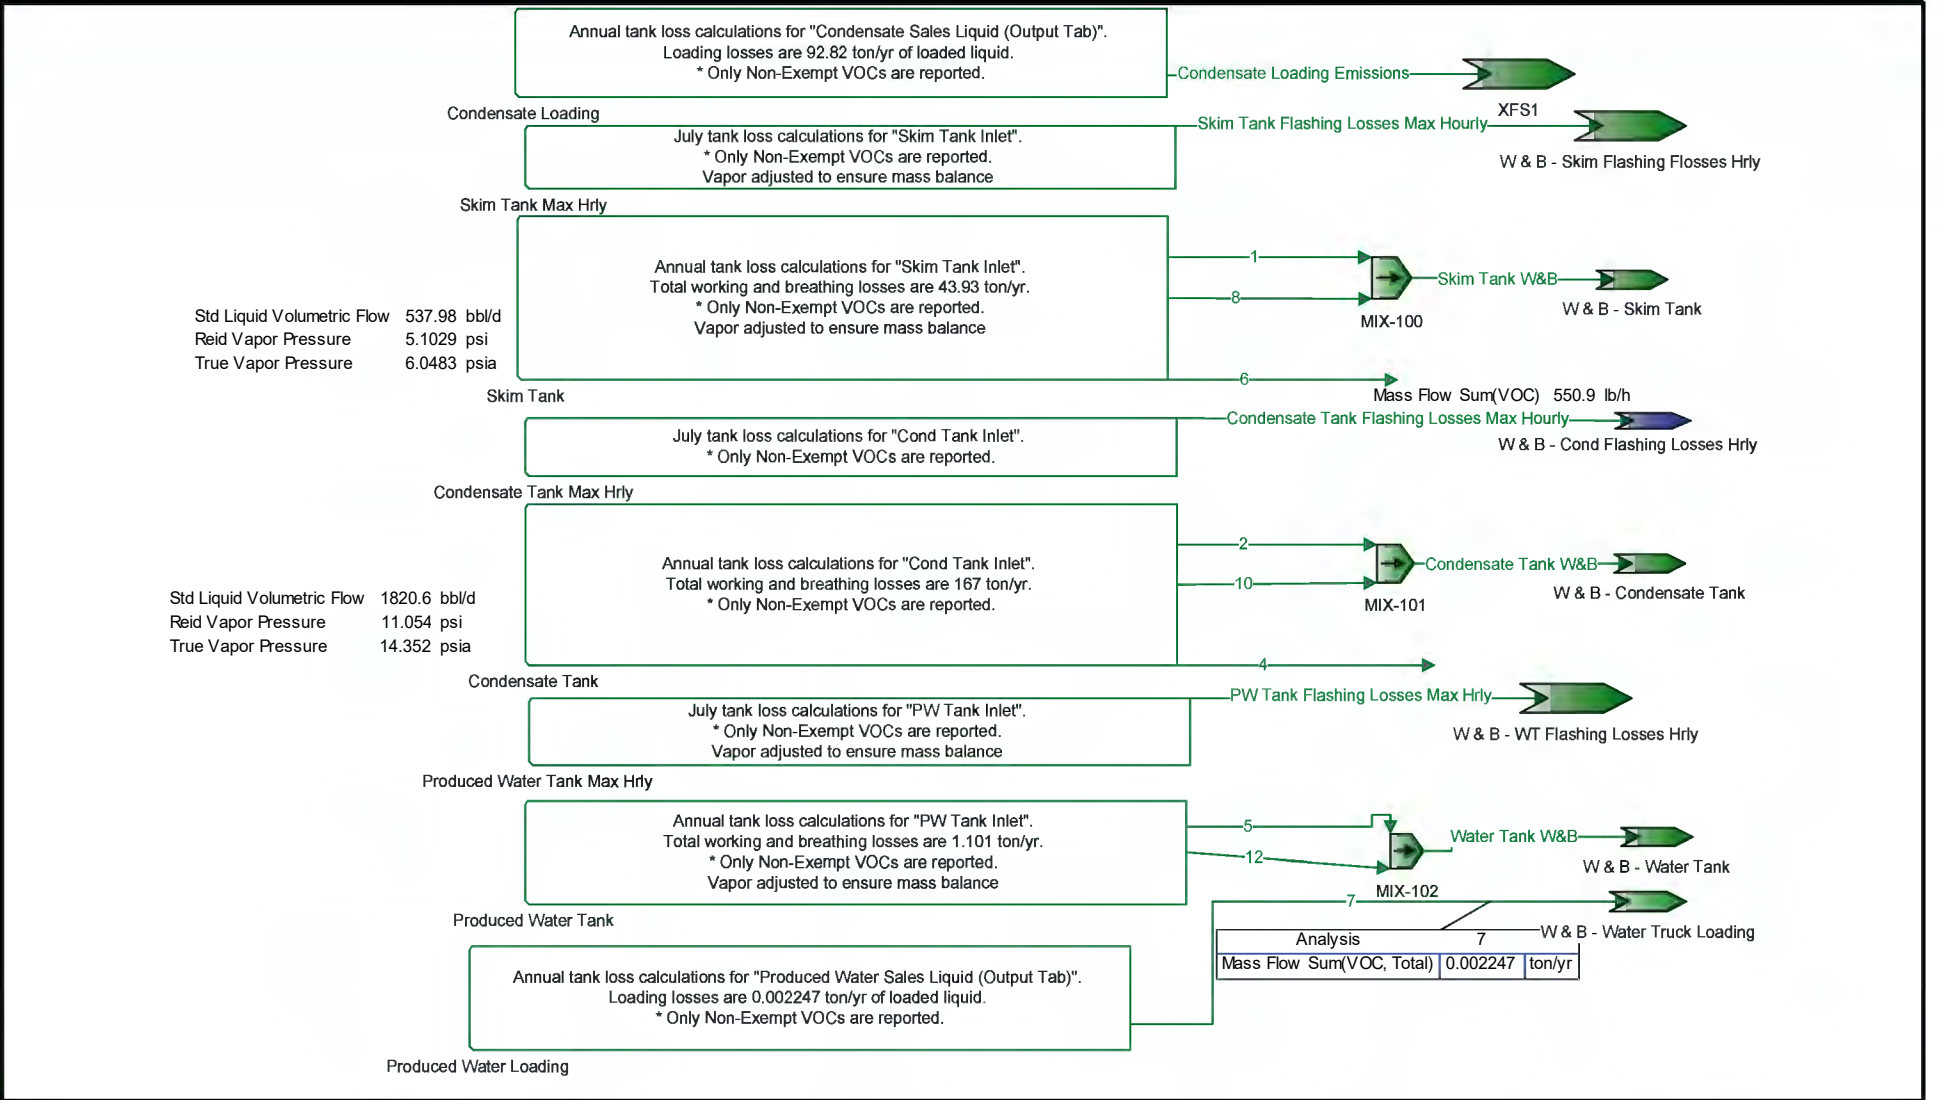 Annual tank loss calculations for "Condensate Sales Liquid (Output Tab)".
Loading losses are 92.82 ton/yr of loaded liquid.
* Only Non-Exempt VOCs are reported.
Condensate Loading Emissions
XFS1
Condensate Loading
July tank loss calculations for "Skim Tank Inlet".
* Only Non-Exempt VOCs are reported.
Vapor adjusted to ensure mass balance
Skim Tank Flashing Losses Max Hourly
W & B - Skim Flashing Flosses Hrly
Skim Tank Max Hrly
Annual tank loss calculations for "Skim Tank Inlet".
Total working and breathing losses are 43.93 ton/yr.
* Only Non-Exempt VOCs are reported.
Vapor adjusted to ensure mass balance
1
8
MIX-100
Skim Tank W&B
W & B - Skim Tank
Std Liquid Volumetric Flow 537.98 bbl/d
Reid Vapor Pressure 5.1029 psi
True Vapor Pressure 6.0483 psia
6
Skim Tank
Mass Flow Sum(VOC) 550.9 lb/h
July tank loss calculations for "Cond Tank Inlet".
* Only Non-Exempt VOCs are reported.
Condensate Tank Flashing Losses Max Hourly
W & B - Cond Flashing Losses Hrly
Condensate Tank Max Hrly
Annual tank loss calculations for "Cond Tank Inlet".
Total working and breathing losses are 167 ton/yr.
* Only Non-Exempt VOCs are reported.
2
10
MIX-101
Condensate Tank W&B
W & B - Condensate Tank
Std Liquid Volumetric Flow 1820.6 bbl/d
Reid Vapor Pressure 11.054 psi
True Vapor Pressure 14.352 psia
4
Condensate Tank
July tank loss calculations for "PW Tank Inlet".
* Only Non-Exempt VOCs are reported.
Vapor adjusted to ensure mass balance
PW Tank Flashing Losses Max Hrly
W & B - WT Flashing Losses Hrly
Produced Water Tank Max Hrly
Annual tank loss calculations for "PW Tank Inlet".
Total working and breathing losses are 1.101 ton/yr.
* Only Non-Exempt VOCs are reported.
Vapor adjusted to ensure mass balance
5
12
MIX-102
Water Tank W&B
W & B - Water Tank
Produced Water Tank
7
W & B - Water Truck Loading
Analysis 7
Mass Flow Sum(VOC, Total) 0.002247 ton/yr
Annual tank loss calculations for "Produced Water Sales Liquid (Output Tab)".
Loading losses are 0.002247 ton/yr of loaded liquid.
* Only Non-Exempt VOCs are reported.
Produced Water Loading